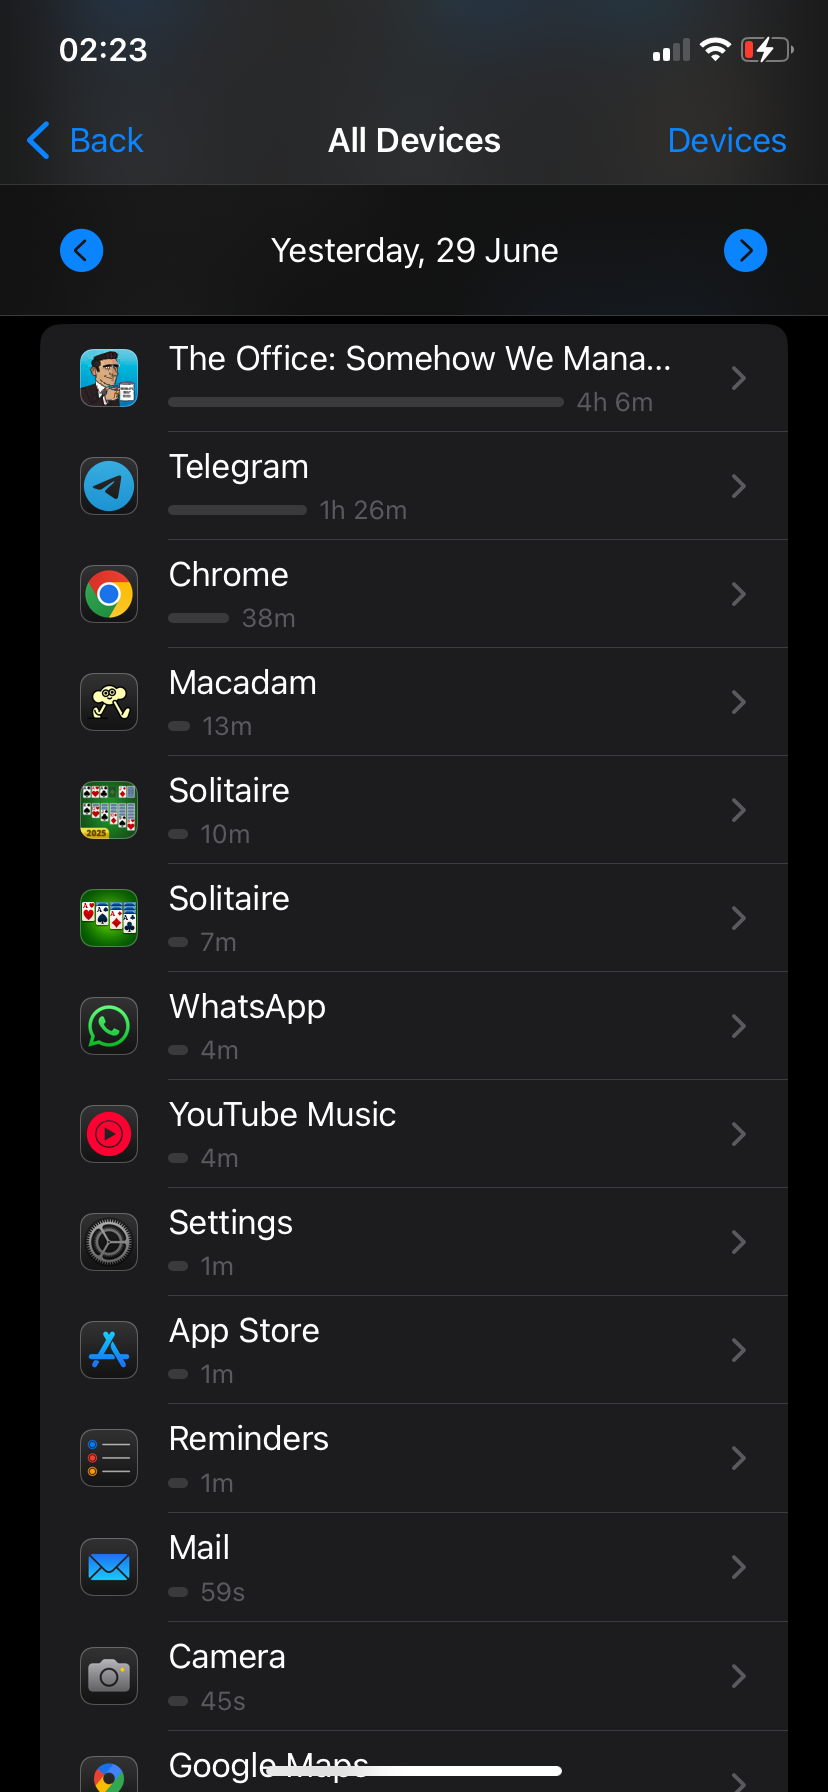 02:23
Back
All Devices
Devices
Yesterday, 29 June
The Office: Somehow We Mana...
4h 6m
Telegram
1h 26m
Chrome
38m
Macadam
13m
Solitaire
10m
2025
Solitaire
7m
WhatsApp
4m
YouTube Music
4m
Settings
1m
App Store
1m
Reminders
1m
Mail
59s
Camera
45s
Google Maps